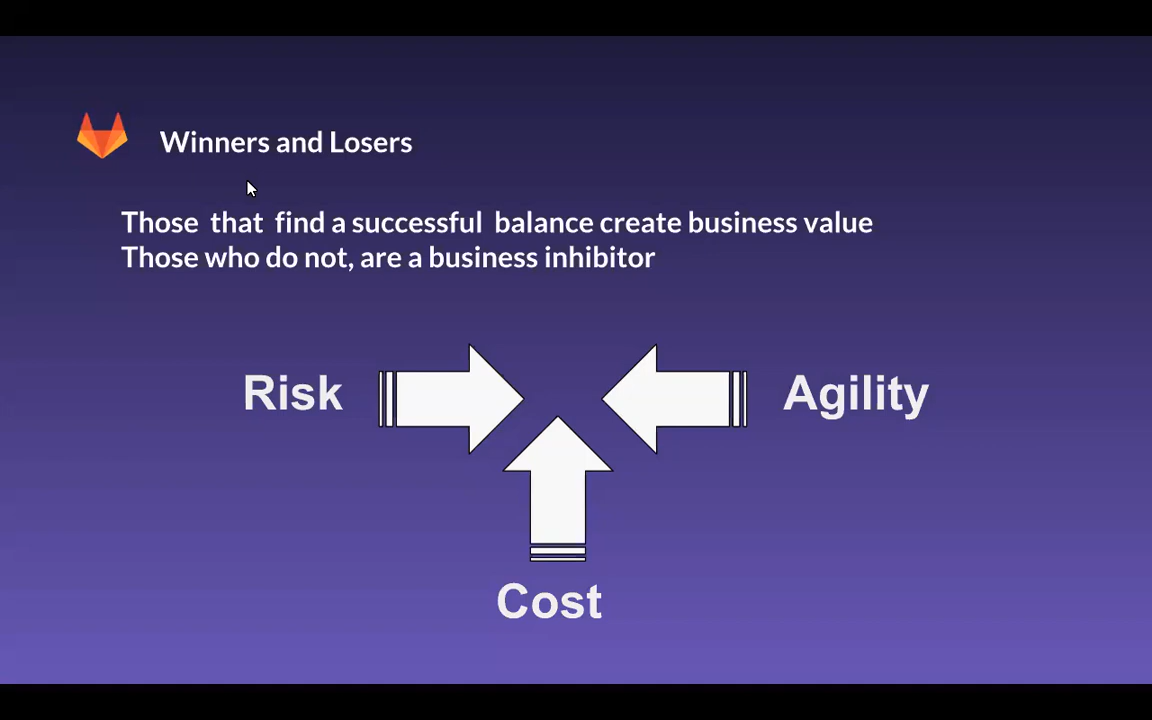 Winners and Losers
Those that find a successful balance create business value
Those who do not, are a business inhibitor
Risk
Agility
Cost